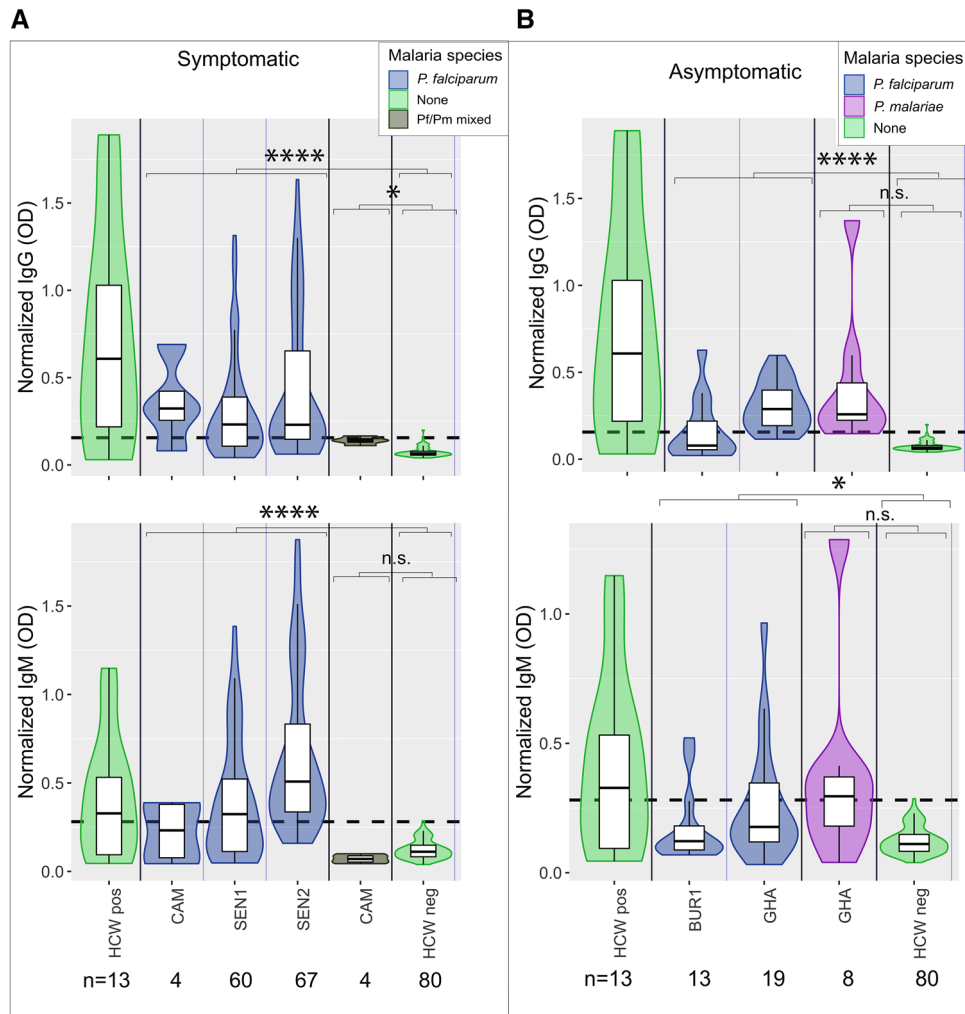 A
Symptomatic
Malaria species
P. falciparum
None
Pf/Pm mixed
Normalized IgG (OD)
1.5
1.0
0.5
0.0
****
*
Normalized IgM (OD)
1.5
1.0
0.5
0.0
****
n.s.
HCW pos
CAM
SEN1
SEN2
CAM
HCW neg
n=13 4 60 67 4 80
B
Asymptomatic
Malaria species
P. falciparum
P. malariae
None
Normalized IgG (OD)
1.5
1.0
0.5
0.0
****
n.s.
Normalized IgM (OD)
1.0
0.5
0.0
*
n.s.
HCW pos
BUR1
GHA
GHA
HCW neg
n=13 13 19 8 80